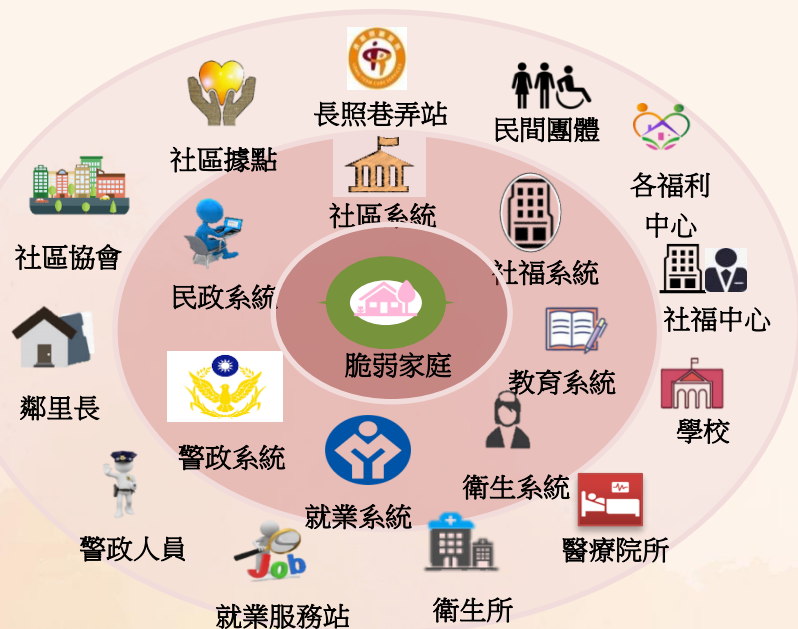 長照巷弄站
民間團體
社區據點
各福利
中心
社區協會
社區系統
社福系統
民政系統
社福中心
脆弱家庭
教育系統
鄰里長
學校
警政系統
衛生系統
就業系統
警政人員
醫療院所
Job
就業服務站
衛生所